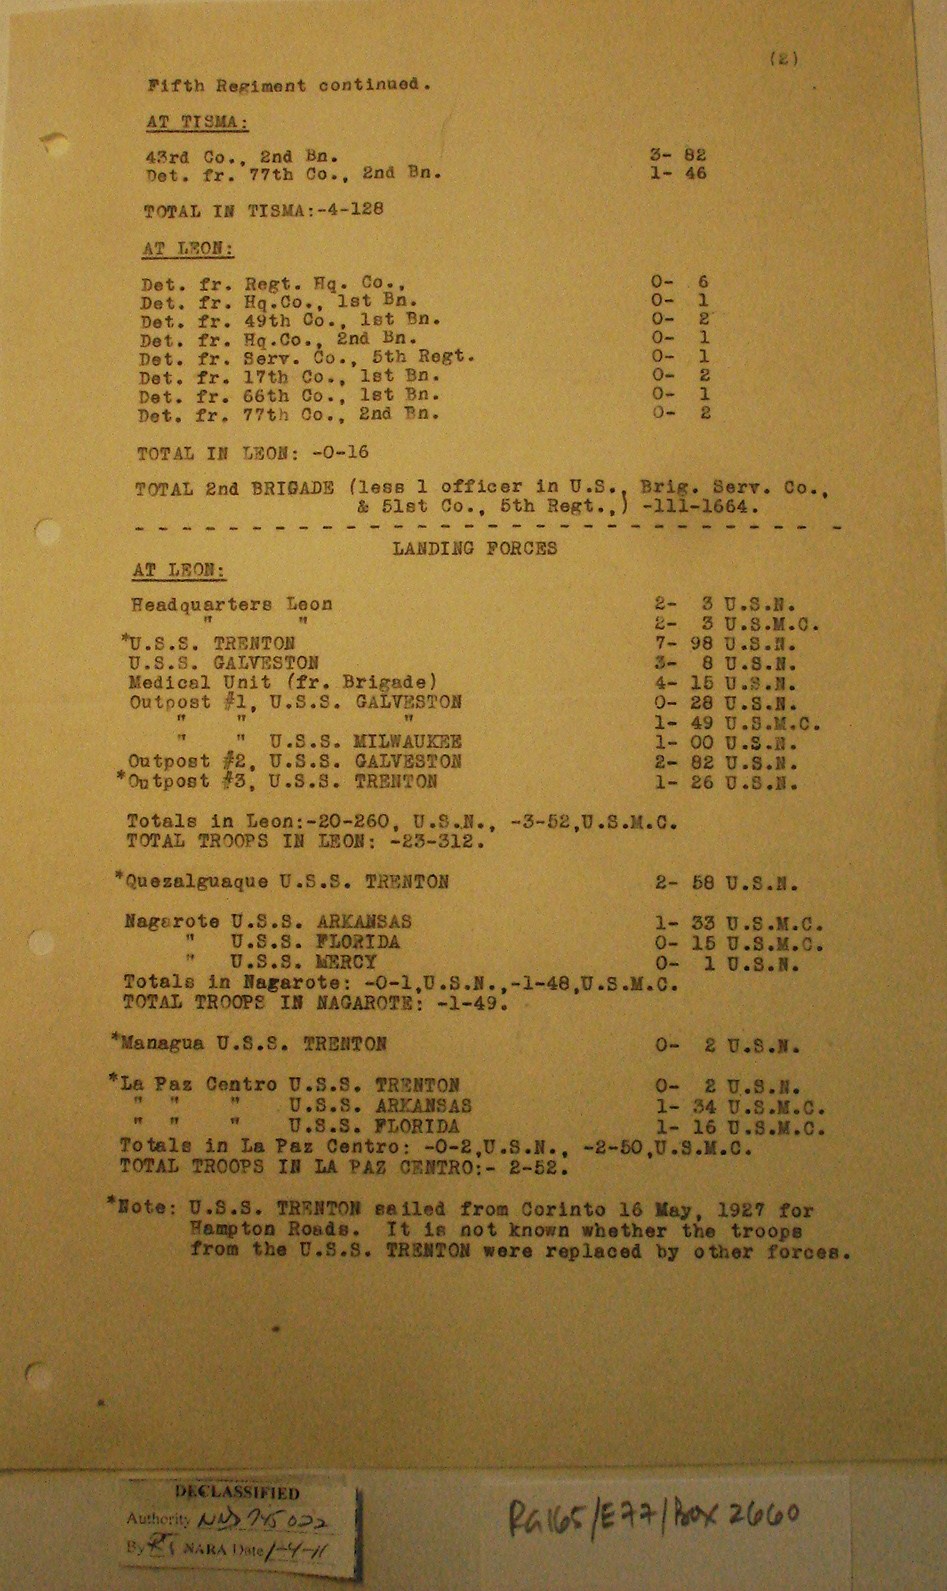 (2)
Fifth Regiment continued.
AT TISMA:
43rd Co., 2nd Bn. 3- 82
Det. fr. 77th Co., 2nd Bn. 1- 46
TOTAL IN TISMA:-4-128
AT LEON:
Det. fr. Regt. Hq. Co., 0- 6
Det. fr. Hq.Co., 1st Bn. 0- 1
Det. fr. 49th Co., 1st Bn. 0- 2
Det. fr. Hq.Co., 2nd Bn. 0- 1
Det. fr. Serv. Co., 5th Regt. 0- 1
Det. fr. 17th Co., 1st Bn. 0- 2
Det. fr. 66th Co., 1st Bn. 0- 1
Det. fr. 77th Co., 2nd Bn. 0- 2
TOTAL IN LEON: -0-16
TOTAL 2nd BRIGADE (less 1 officer in U.S., Brig. Serv. Co.,
& 51st Co., 5th Regt.,) -111-1664.
LANDING FORCES
AT LEON:
Headquarters Leon 2- 3 U.S.N.
" " 2- 3 U.S.M.C.
*U.S.S. TRENTON 7- 98 U.S.N.
U.S.S. GALVESTON 3- 8 U.S.N.
Medical Unit (fr. Brigade) 4- 15 U.S.N.
Outpost #1, U.S.S. GALVESTON 0- 28 U.S.N.
" " " 1- 49 U.S.M.C.
" " U.S.S. MILWAUKEE 1- 00 U.S.N.
Outpost #2, U.S.S. GALVESTON 2- 82 U.S.N.
*Outpost #3, U.S.S. TRENTON 1- 26 U.S.N.
Totals in Leon:-20-260, U.S.N., -3-52,U.S.M.C.
TOTAL TROOPS IN LEON: -23-312.
*Quezalguaque U.S.S. TRENTON 2- 58 U.S.N.
Nagarote U.S.S. ARKANSAS 1- 33 U.S.M.C.
" U.S.S. FLORIDA 0- 15 U.S.M.C.
" U.S.S. MERCY 0- 1 U.S.N.
Totals in Nagarote: -0-1,U.S.N.,-1-48,U.S.M.C.
TOTAL TROOPS IN NAGAROTE: -1-49.
*Managua U.S.S. TRENTON 0- 2 U.S.N.
*La Paz Centro U.S.S. TRENTON 0- 2 U.S.N.
" " " U.S.S. ARKANSAS 1- 34 U.S.M.C.
" " " U.S.S. FLORIDA 1- 16 U.S.M.C.
Totals in La Paz Centro: -0-2,U.S.N., -2-50,U.S.M.C.
TOTAL TROOPS IN LA PAZ CENTRO:- 2-52.
*Note: U.S.S. TRENTON sailed from Corinto 16 May, 1927 for
Hampton Roads. It is not known whether the troops
from the U.S.S. TRENTON were replaced by other forces.
DECLASSIFIED
Authority NND 745022
By NARA Date 1-4-11
RG165/E77/Box 2660